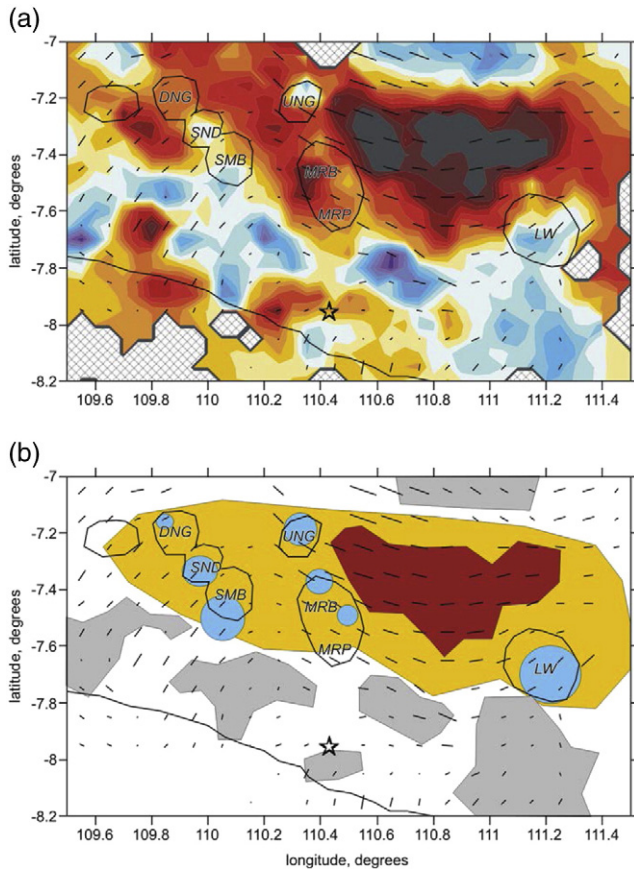 (a)
-7
-7.2
-7.4
-7.6
-7.8
-8
-8.2
latitude, degrees
DNG
UNG
SND
SMB
MRB
MRP
LW
109.6 109.8 110 110.2 110.4 110.6 110.8 111 111.2 111.4
(b)
-7
-7.2
-7.4
-7.6
-7.8
-8
-8.2
latitude, degrees
DNG
UNG
SND
SMB
MRB
MRP
LW
109.6 109.8 110 110.2 110.4 110.6 110.8 111 111.2 111.4
longitude, degrees